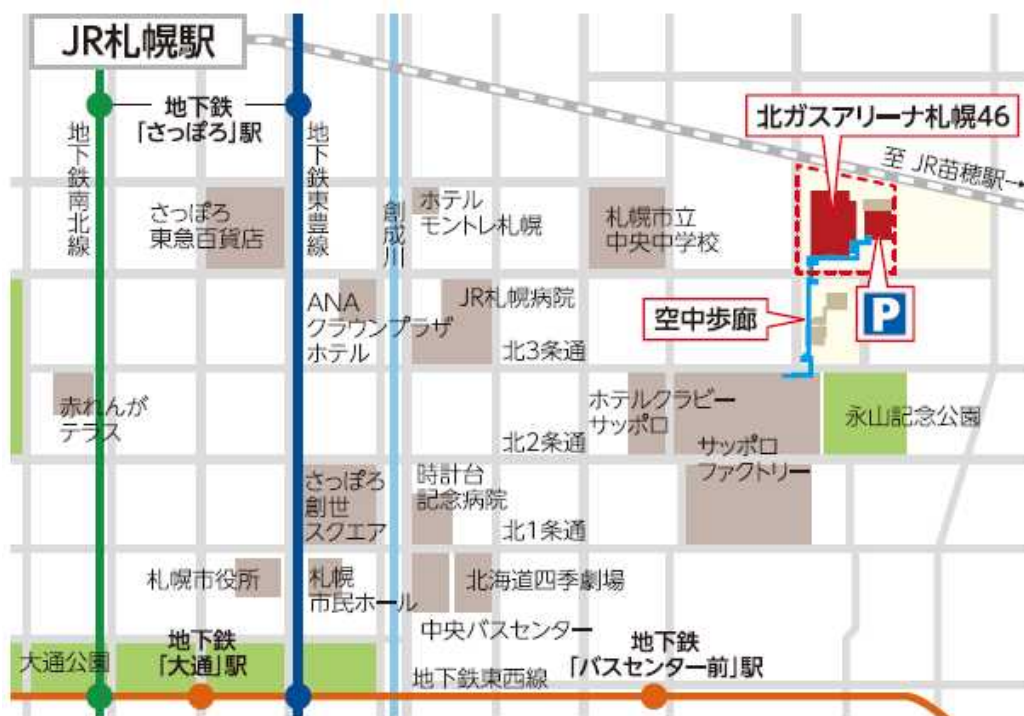 JR札幌駅
地下鉄
「さっぽろ」駅
地下鉄南北線
地下鉄東豊線
創成川
北ガスアリーナ札幌46
至 JR苗穂駅→
さっぽろ
東急百貨店
ホテル
モントレ札幌
札幌市立
中央中学校
ANA
クラウンプラザ
ホテル
JR札幌病院
空中歩廊
P
北3条通
赤れんが
テラス
ホテルクラビー
サッポロ
サッポロ
ファクトリー
永山記念公園
北2条通
さっぽろ
創世
スクエア
時計台
記念病院
北1条通
札幌市役所
札幌
市民ホール
北海道四季劇場
中央バスセンター
大通公園
地下鉄
「大通」駅
地下鉄東西線
地下鉄
「バスセンター前」駅